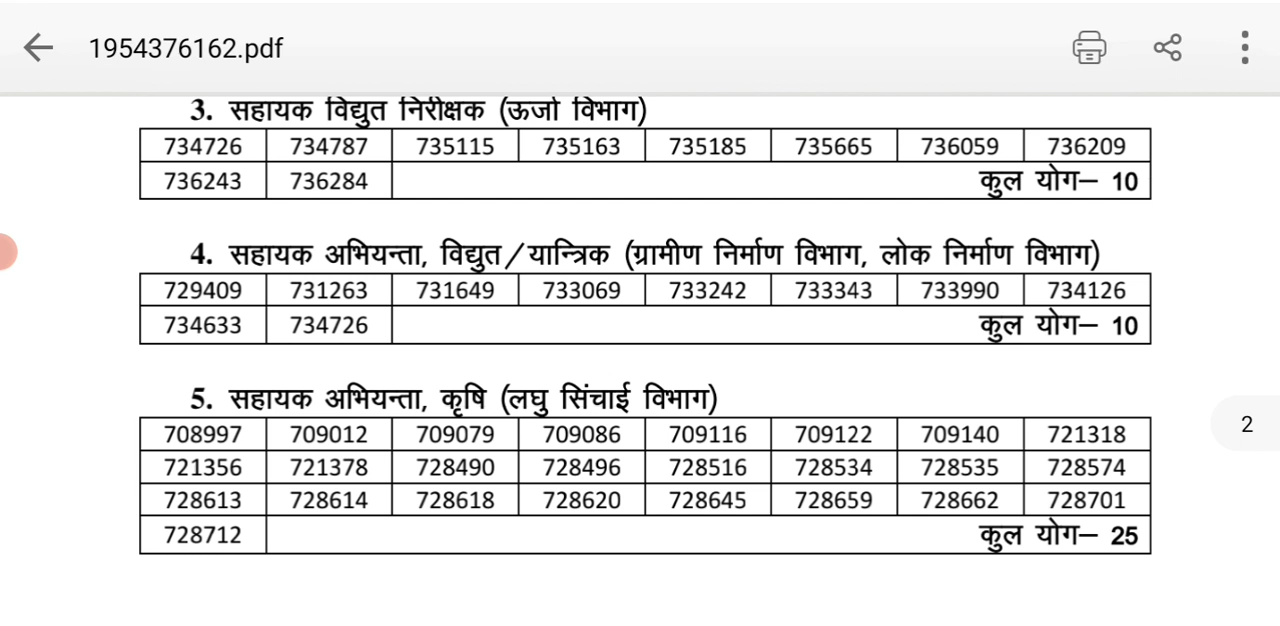 1954376162.pdf
3. सहायक विद्युत निरीक्षक (ऊर्जा विभाग)
734726 734787 735115 735163 735185 735665 736059 736209
736243 736284 कुल योग– 10
4. सहायक अभियन्ता, विद्युत/यान्त्रिक (ग्रामीण निर्माण विभाग, लोक निर्माण विभाग)
729409 731263 731649 733069 733242 733343 733990 734126
734633 734726 कुल योग– 10
5. सहायक अभियन्ता, कृषि (लघु सिंचाई विभाग)
708997 709012 709079 709086 709116 709122 709140 721318
721356 721378 728490 728496 728516 728534 728535 728574
728613 728614 728618 728620 728645 728659 728662 728701
728712 कुल योग– 25
2